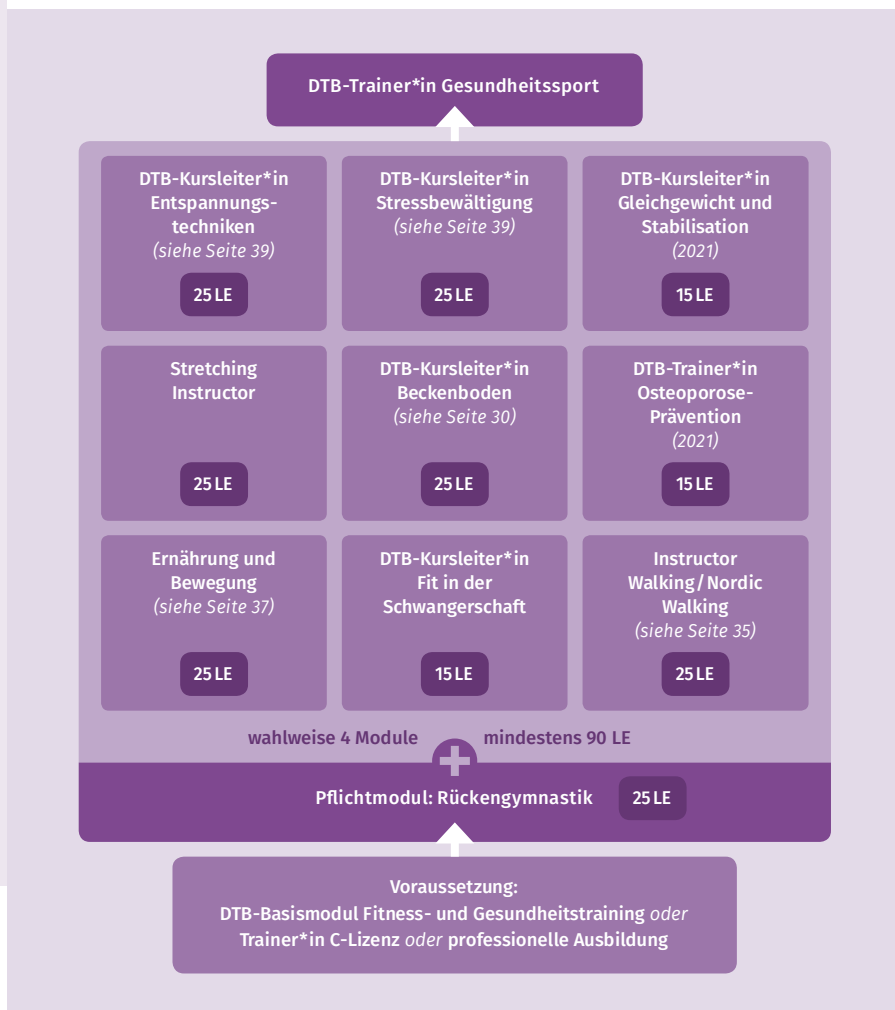 DTB-Trainer*in Gesundheitssport
DTB-Kursleiter*in
Entspannungs-
techniken
(siehe Seite 39)
25 LE
DTB-Kursleiter*in
Stressbewältigung
(siehe Seite 39)
25 LE
DTB-Kursleiter*in
Gleichgewicht und
Stabilisation
(2021)
15 LE
Stretching
Instructor
25 LE
DTB-Kursleiter*in
Beckenboden
(siehe Seite 30)
25 LE
DTB-Trainer*in
Osteoporose-
Prävention
(2021)
15 LE
Ernährung und
Bewegung
(siehe Seite 37)
25 LE
DTB-Kursleiter*in
Fit in der
Schwangerschaft
15 LE
Instructor
Walking / Nordic
Walking
(siehe Seite 35)
25 LE
wahlweise 4 Module + mindestens 90 LE
Pflichtmodul: Rückengymnastik 25 LE
Voraussetzung:
DTB-Basismodul Fitness- und Gesundheitstraining oder
Trainer*in C-Lizenz oder professionelle Ausbildung